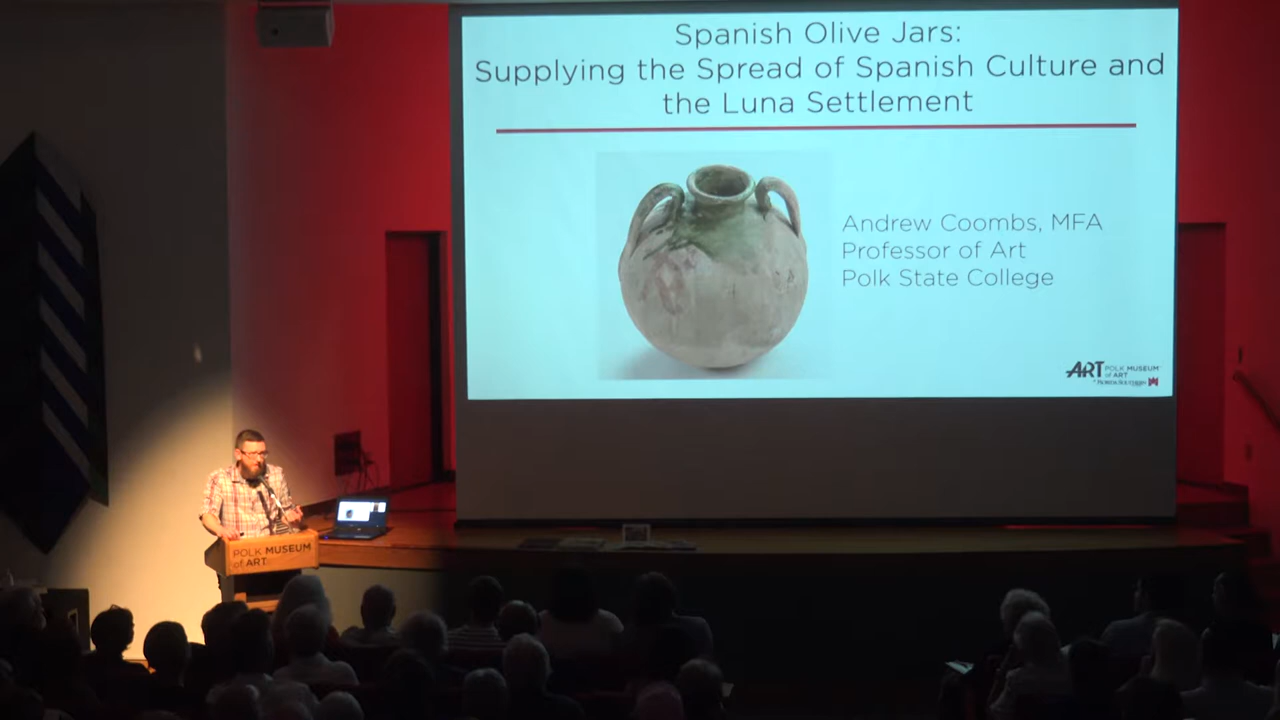 Spanish Olive Jars:
Supplying the Spread of Spanish Culture and
the Luna Settlement
Andrew Coombs, MFA
Professor of Art
Polk State College
ART POLK MUSEUM
of ART
POLK MUSEUM
of ART